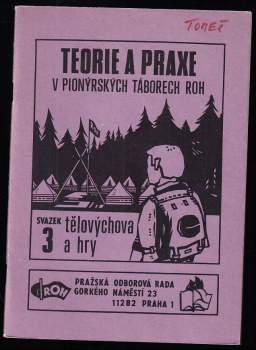 TOMEŠ
TEORIE A PRAXE
V PIONÝRSKÝCH TÁBORECH ROH
SVAZEK
3
tělovýchova
a hry
ROH
PRAŽSKÁ ODBOROVÁ RADA
GORKÉHO NÁMĚSTÍ 23
11282 PRAHA 1